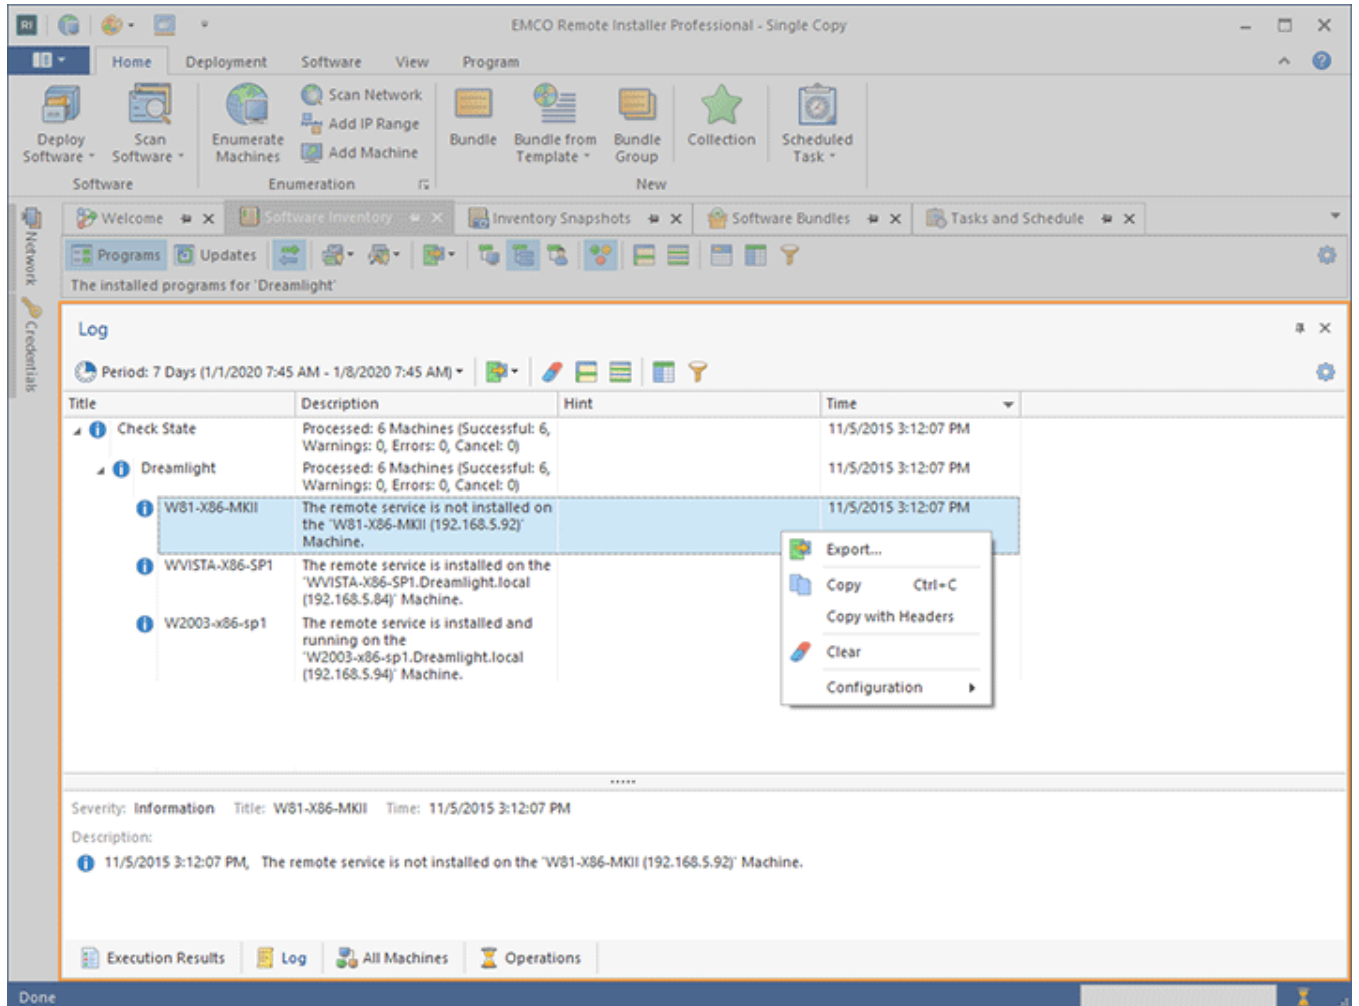 RI
EMCO Remote Installer Professional - Single Copy
Home Deployment Software View Program
Deploy Software
Scan Software
Enumerate Machines
Scan Network
Add IP Range
Add Machine
Bundle
Bundle from Template
Bundle Group
Collection
Scheduled Task
Software Enumeration New
Network
Credentials
Welcome Software Inventory Inventory Snapshots Software Bundles Tasks and Schedule
Programs Updates
The installed programs for 'Dreamlight'
Log
Period: 7 Days (1/1/2020 7:45 AM - 1/8/2020 7:45 AM)
Title Description Hint Time
Check State Processed: 6 Machines (Successful: 6, 11/5/2015 3:12:07 PM
Warnings: 0, Errors: 0, Cancel: 0)
Dreamlight Processed: 6 Machines (Successful: 6, 11/5/2015 3:12:07 PM
Warnings: 0, Errors: 0, Cancel: 0)
W81-X86-MKII The remote service is not installed on 11/5/2015 3:12:07 PM
the 'W81-X86-MKII (192.168.5.92)'
Machine.
WVISTA-X86-SP1 The remote service is installed on the
'WVISTA-X86-SP1.Dreamlight.local
(192.168.5.84)' Machine.
W2003-x86-sp1 The remote service is installed and
running on the
'W2003-x86-sp1.Dreamlight.local
(192.168.5.94)' Machine.
Export...
Copy Ctrl+C
Copy with Headers
Clear
Configuration
Severity: Information Title: W81-X86-MKII Time: 11/5/2015 3:12:07 PM
Description:
11/5/2015 3:12:07 PM, The remote service is not installed on the 'W81-X86-MKII (192.168.5.92)' Machine.
Execution Results Log All Machines Operations
Done